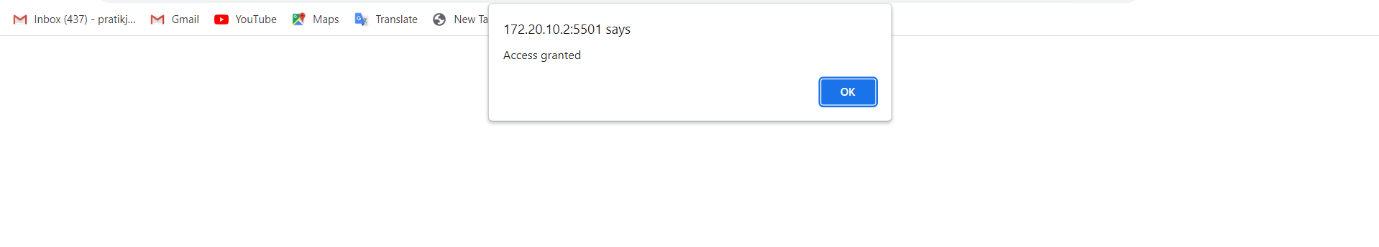 Inbox (437) - pratikj... Gmail YouTube Maps Translate New Ta
172.20.10.2:5501 says
Access granted
OK